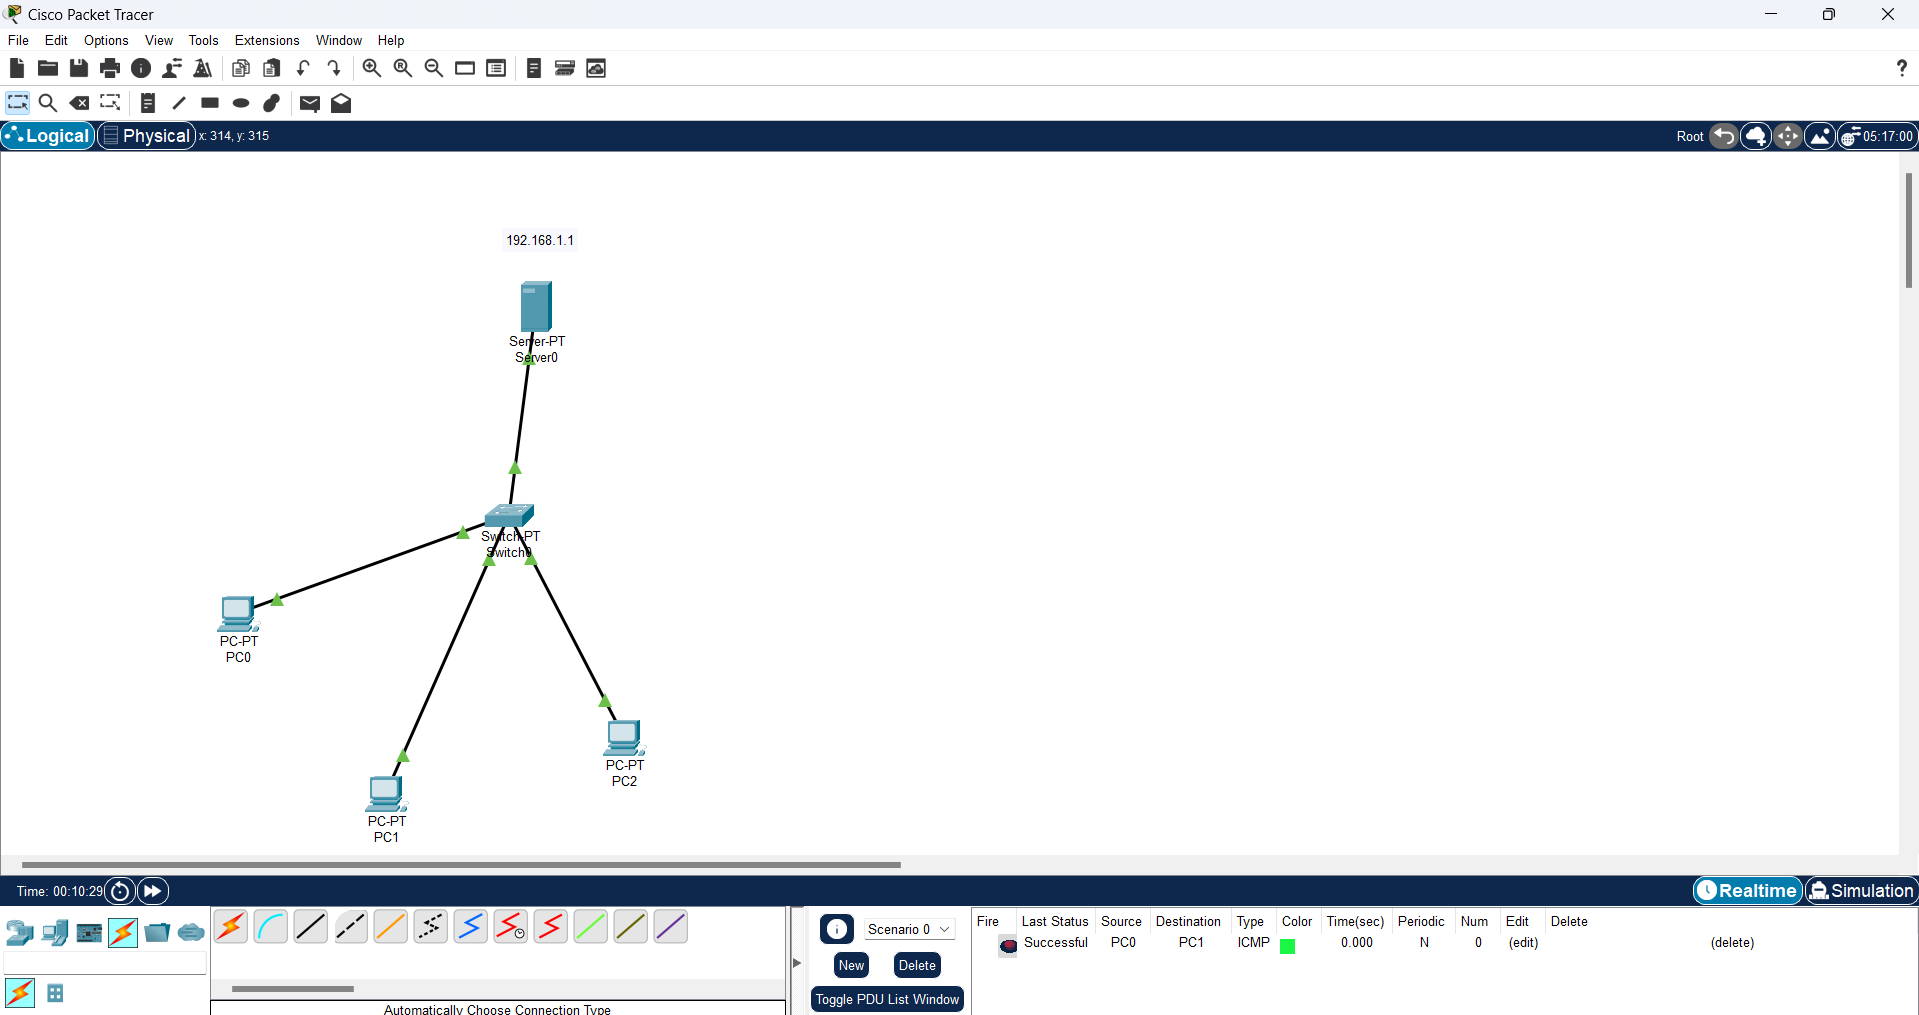 Cisco Packet Tracer
File Edit Options View Tools Extensions Window Help
?
Logical Physical x: 314, y: 315 Root 05:17:00
192.168.1.1
Server-PT
Server0
Switch-PT
Switch0
PC-PT
PC0
PC-PT
PC2
PC-PT
PC1
Time: 00:10:29 Realtime Simulation
Scenario 0
New Delete
Toggle PDU List Window
Fire Last Status Source Destination Type Color Time(sec) Periodic Num Edit Delete
Successful PC0 PC1 ICMP 0.000 N 0 (edit) (delete)
Automatically Choose Connection Type